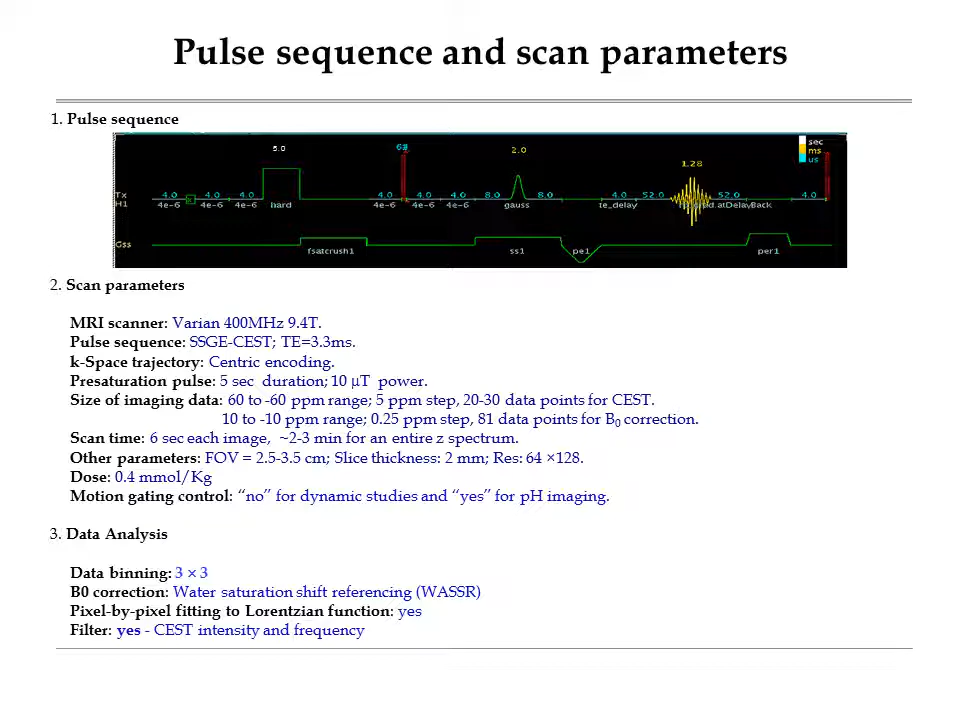 Pulse sequence and scan parameters
1. Pulse sequence
sec
ms
us
5.0
2.0
1.28
Tx
H1
4.0 4.0 4.0 4.0 4.0 4.0 8.0 8.0 4.0 52.0 52.0 4.0
4e-6 4e-6 4e-6 hard 4e-6 4e-6 4e-6 gauss te_delay
Gss
fsatcrush1 ss1 pe1 per1
2. Scan parameters
MRI scanner: Varian 400MHz 9.4T.
Pulse sequence: SSGE-CEST; TE=3.3ms.
k-Space trajectory: Centric encoding.
Presaturation pulse: 5 sec duration; 10 µT power.
Size of imaging data: 60 to -60 ppm range; 5 ppm step, 20-30 data points for CEST.
10 to -10 ppm range; 0.25 ppm step, 81 data points for B0 correction.
Scan time: 6 sec each image, ~2-3 min for an entire z spectrum.
Other parameters: FOV = 2.5-3.5 cm; Slice thickness: 2 mm; Res: 64 ×128.
Dose: 0.4 mmol/Kg
Motion gating control: “no” for dynamic studies and “yes” for pH imaging.
3. Data Analysis
Data binning: 3 × 3
B0 correction: Water saturation shift referencing (WASSR)
Pixel-by-pixel fitting to Lorentzian function: yes
Filter: yes - CEST intensity and frequency